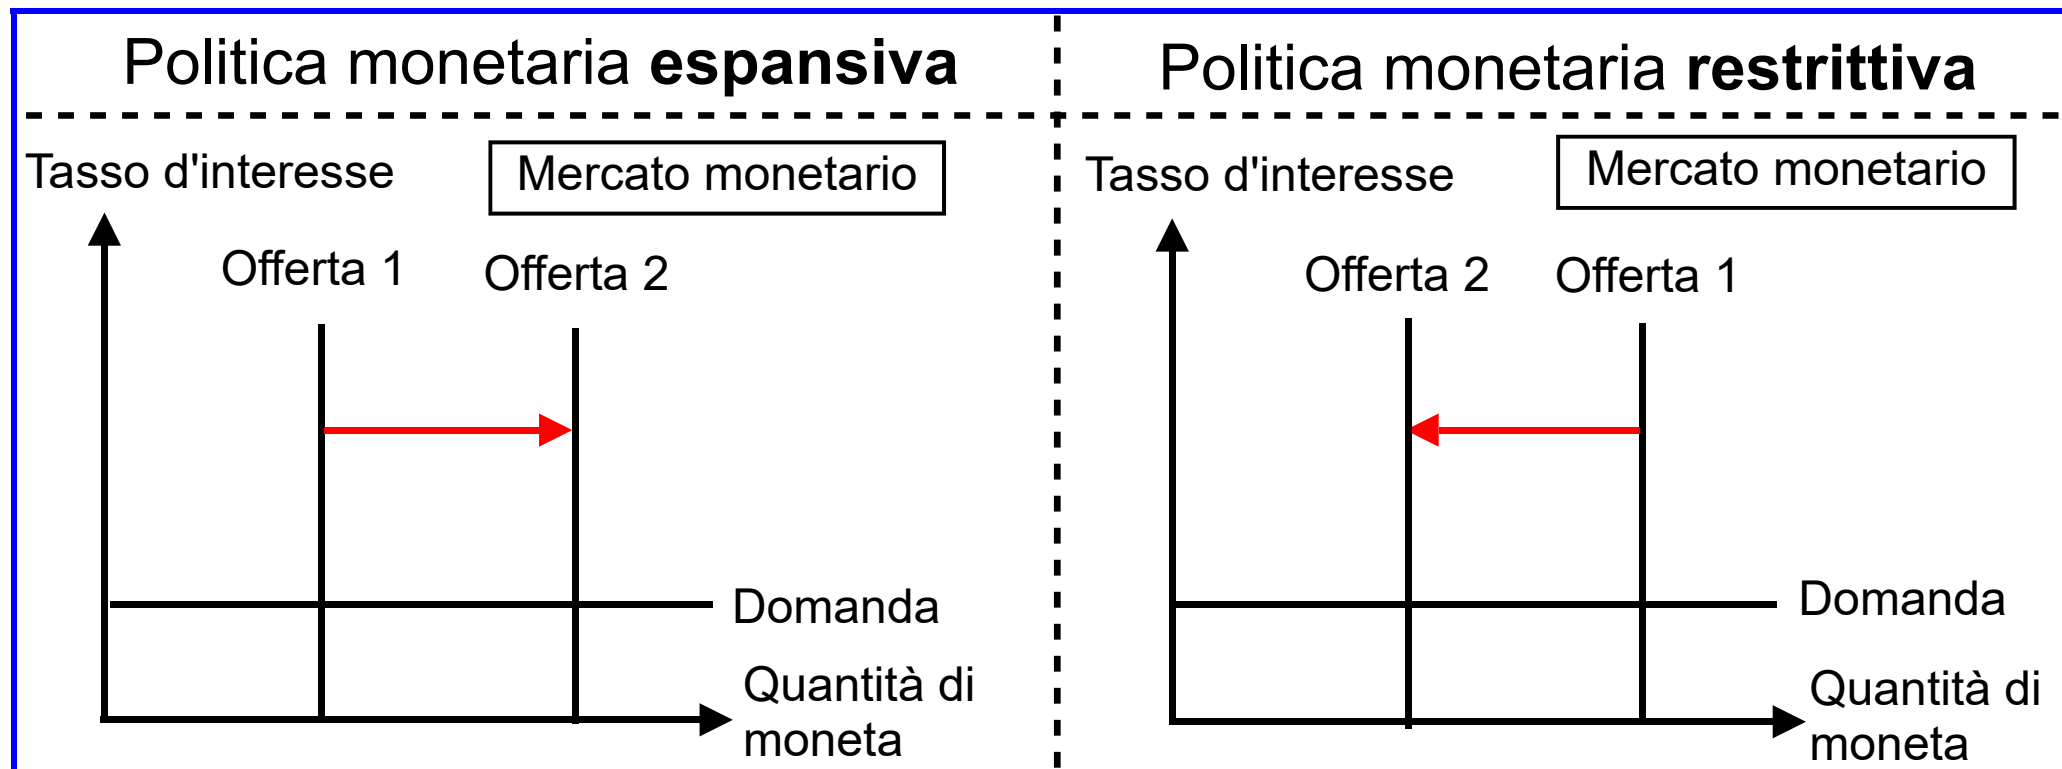 Politica monetaria espansiva
Politica monetaria restrittiva
Tasso d'interesse
Mercato monetario
Offerta 1
Offerta 2
Domanda
Quantità di
moneta
Tasso d'interesse
Mercato monetario
Offerta 2
Offerta 1
Domanda
Quantità di
moneta